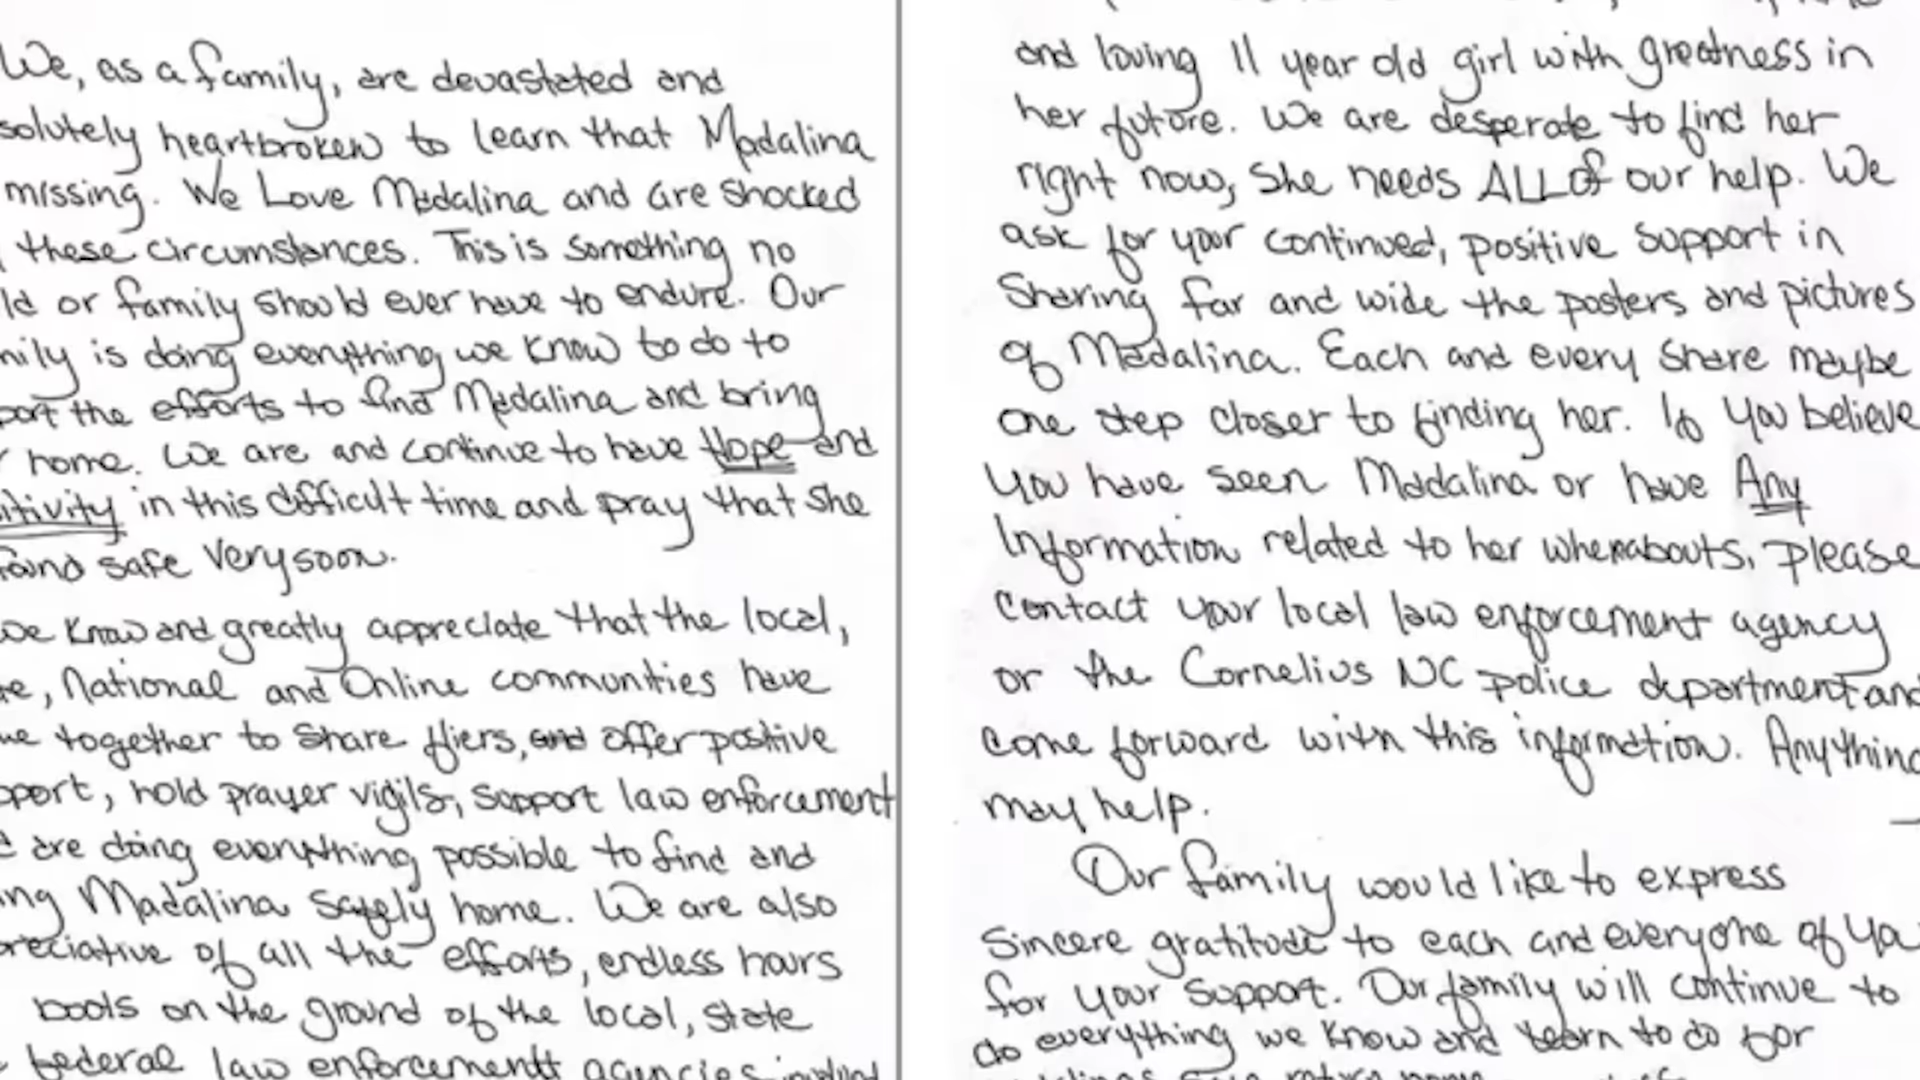 We, as a family, are devastated and
solutely heartbroken to learn that Madalina
missing. We Love Madalina and are shocked
these circumstances. This is something no
ld or family should ever have to endure. Our
mily is doing everything we know to do to
port the efforts to find Madalina and bring
r home. We are and continue to have Hope and
itivity in this difficult time and pray that she
found safe very soon.
we know and greatly appreciate that the local,
te, National and Online communities have
me together to share fliers, and offer positive
pport, hold prayer vigils, support law enforcement
d are doing everything possible to find and
ing Madalina safely home. We are also
preciative of all the efforts, endless hours
boots on the ground of the local, state
federal law enforcement agencies
and loving 11 year old girl with greatness in
her future. We are desperate to find her
right now, She needs ALL of our help. We
ask for your continued, positive support in
Sharing far and wide the posters and pictures
of Madalina. Each and every share maybe
one step closer to finding her. If you believe
you have seen Madalina or have Any
Information related to her whereabouts, please
contact your local law enforcement agency
or the Cornelius NC police department and
come forward with this information. Anything
may help.
Our family would like to express
sincere gratitude to each and everyone of you
for your support. Our family will continue to
do everything we know and learn to do for